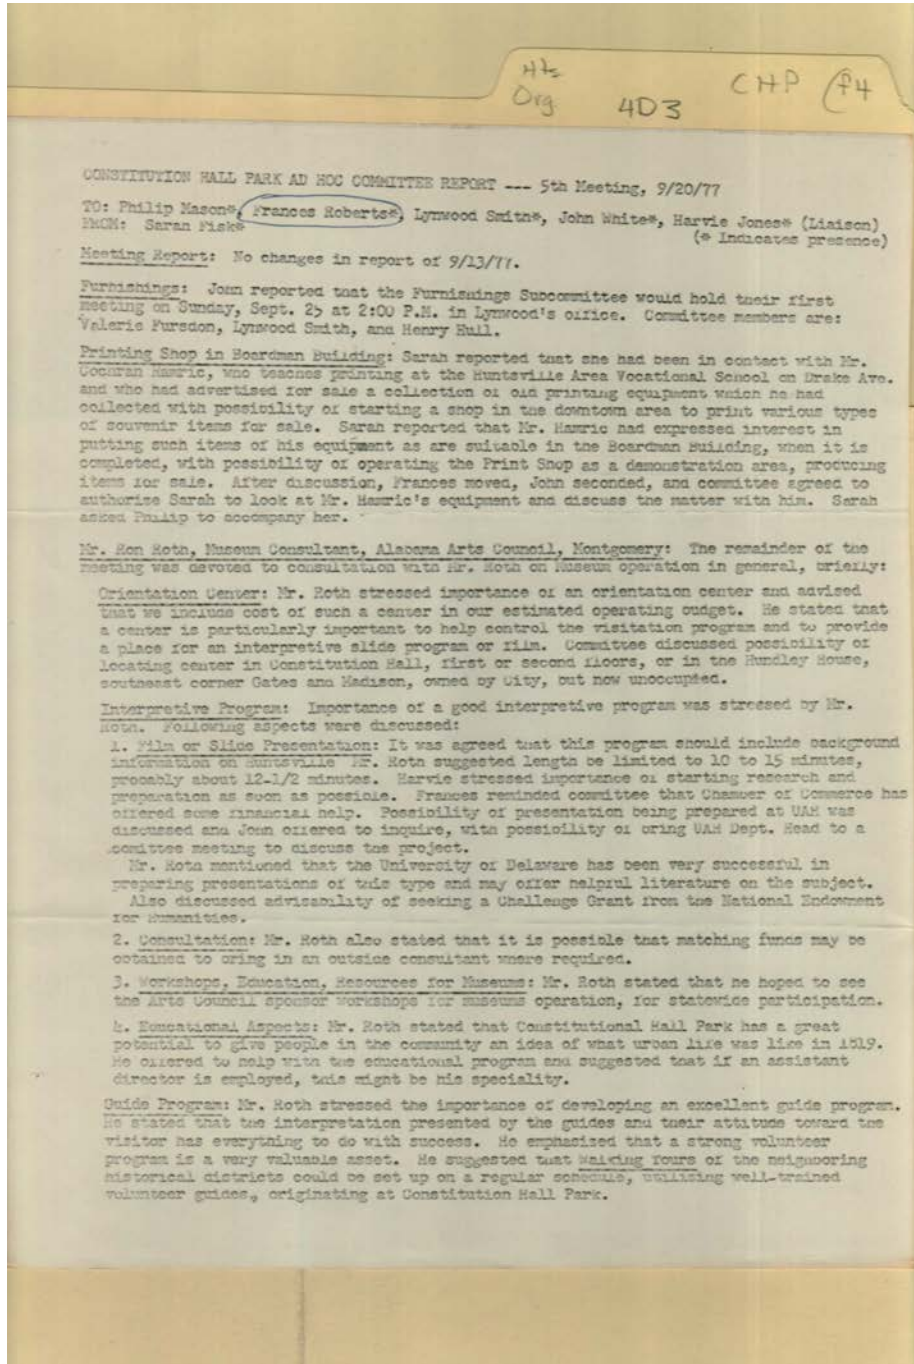 Hts
Org
4D3
CHP
f4
CONSTITUTION HALL PARK AD HOC COMMITTEE REPORT --- 5th Meeting, 9/20/77
TO: Philip Mason*, Frances Roberts*, Lynwood Smith*, John White*, Harvie Jones* (Liaison)
FROM: Sarah Fisk* (* Indicates presence)
Meeting Report: No changes in report of 9/13/77.
Furnishings: John reported that the Furnishings Subcommittee would hold their first
meeting on Sunday, Sept. 25 at 2:00 P.M. in Lynwood's office. Committee members are:
Valerie Fursdon, Lynwood Smith, and Henry Hull.
Printing Shop in Boardman Building: Sarah reported that she had been in contact with Mr.
Cochran Hamric, who teaches printing at the Huntsville Area Vocational School on Drake Ave.
and who had advertised for sale a collection of old printing equipment which he had
collected with possibility of starting a shop in the downtown area to print various types
of souvenir items for sale. Sarah reported that Mr. Hamric had expressed interest in
putting such items of his equipment as are suitable in the Boardman Building, when it is
completed, with possibility of operating the Print Shop as a demonstration area, producing
items for sale. After discussion, Frances moved, John seconded, and committee agreed to
authorize Sarah to look at Mr. Hamric's equipment and discuss the matter with him. Sarah
asked Philip to accompany her.
Mr. Ron Roth, Museum Consultant, Alabama Arts Council, Montgomery: The remainder of the
meeting was devoted to consultation with Mr. Roth on Museum operation in general, briefly:
Orientation Center: Mr. Roth stressed importance of an orientation center and advised
that we include cost of such a center in our estimated operating budget. He stated that
a center is particularly important to help control the visitation program and to provide
a place for an interpretive slide program or film. Committee discussed possibility of
locating center in Constitution Hall, first or second floors, or in the Hundley House,
southeast corner Gates and Madison, owned by City, but now unoccupied.
Interpretive Program: Importance of a good interpretive program was stressed by Mr.
Roth. Following aspects were discussed:
1. Film or Slide Presentation: It was agreed that this program should include background
information on Huntsville Mr. Roth suggested length be limited to 10 to 15 minutes,
probably about 12-1/2 minutes. Harvie stressed importance of starting research and
preparation as soon as possible. Frances reminded committee that Chamber of Commerce has
offered some financial help. Possibility of presentation being prepared at UAH was
discussed and John offered to inquire, with possibility of bring UAH Dept. Head to a
comittee meeting to discuss the project.
Mr. Roth mentioned that the University of Delaware has been very successful in
preparing presentations of this type and may offer helpful literature on the subject.
Also discussed advisability of seeking a Challenge Grant from the National Endowment
for Humanities.
2. Consultation: Mr. Roth also stated that it is possible that matching funds may be
obtained to bring in an outside consultant where required.
3. Workshops, Education, Resources for Museums: Mr. Roth stated that he hoped to see
the Arts Council sponsor workshops for museums operation, for statewide participation.
4. Educational Aspects: Mr. Roth stated that Constitutional Hall Park has a great
potential to give people in the community an idea of what urban life was like in 1819.
He offered to help with the educational program and suggested that if an assistant
director is employed, this might be his speciality.
Guide Program: Mr. Roth stressed the importance of developing an excellent guide program.
He stated that the interpretation presented by the guides and their attitude toward the
visitor has everything to do with success. He emphasized that a strong volunteer
program is a very valuable asset. He suggested that Walking Tours of the neighboring
historical districts could be set up on a regular schedule, utilizing well-trained
volunteer guides, originating at Constitution Hall Park.